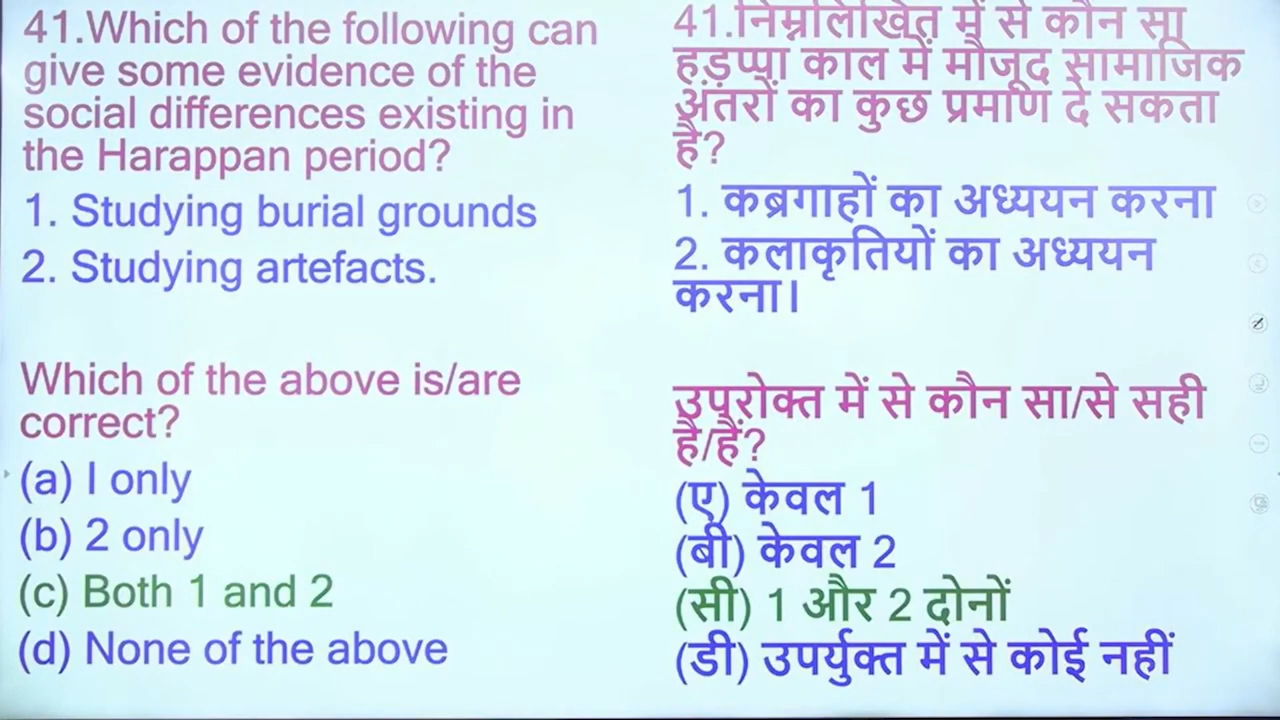 41.Which of the following can
give some evidence of the
social differences existing in
the Harappan period?
1. Studying burial grounds
2. Studying artefacts.
Which of the above is/are
correct?
(a) I only
(b) 2 only
(c) Both 1 and 2
(d) None of the above
41.निम्नलिखित में से कौन सा
हड़प्पा काल में मौजूद सामाजिक
अंतरों का कुछ प्रमाण दे सकता
है?
1. कब्रगाहों का अध्ययन करना
2. कलाकृतियों का अध्ययन
करना।
उपरोक्त में से कौन सा/से सही
है/हैं?
(ए) केवल 1
(बी) केवल 2
(सी) 1 और 2 दोनों
(डी) उपर्युक्त में से कोई नहीं